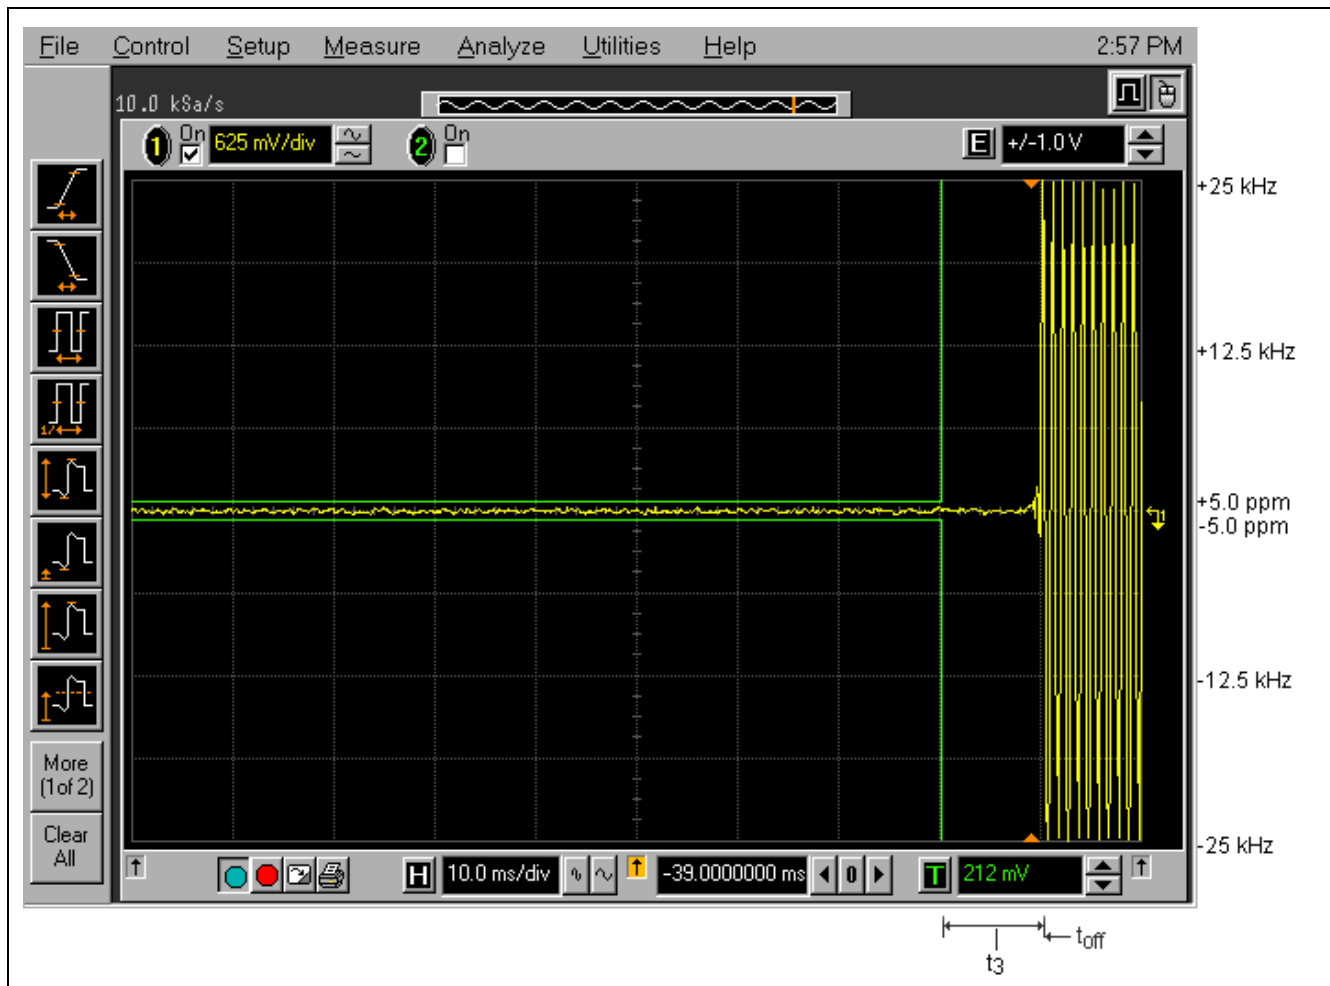 File Control Setup Measure Analyze Utilities Help 2:57 PM
10.0 kSa/s
1 On 625 mV/div 2 On E +/-1.0 V
+25 kHz
+12.5 kHz
+5.0 ppm
-5.0 ppm
-12.5 kHz
-25 kHz
1/
1
More
(1of 2)
Clear
All
H 10.0 ms/div -39.0000000 ms 0 T 212 mV
toff
t3